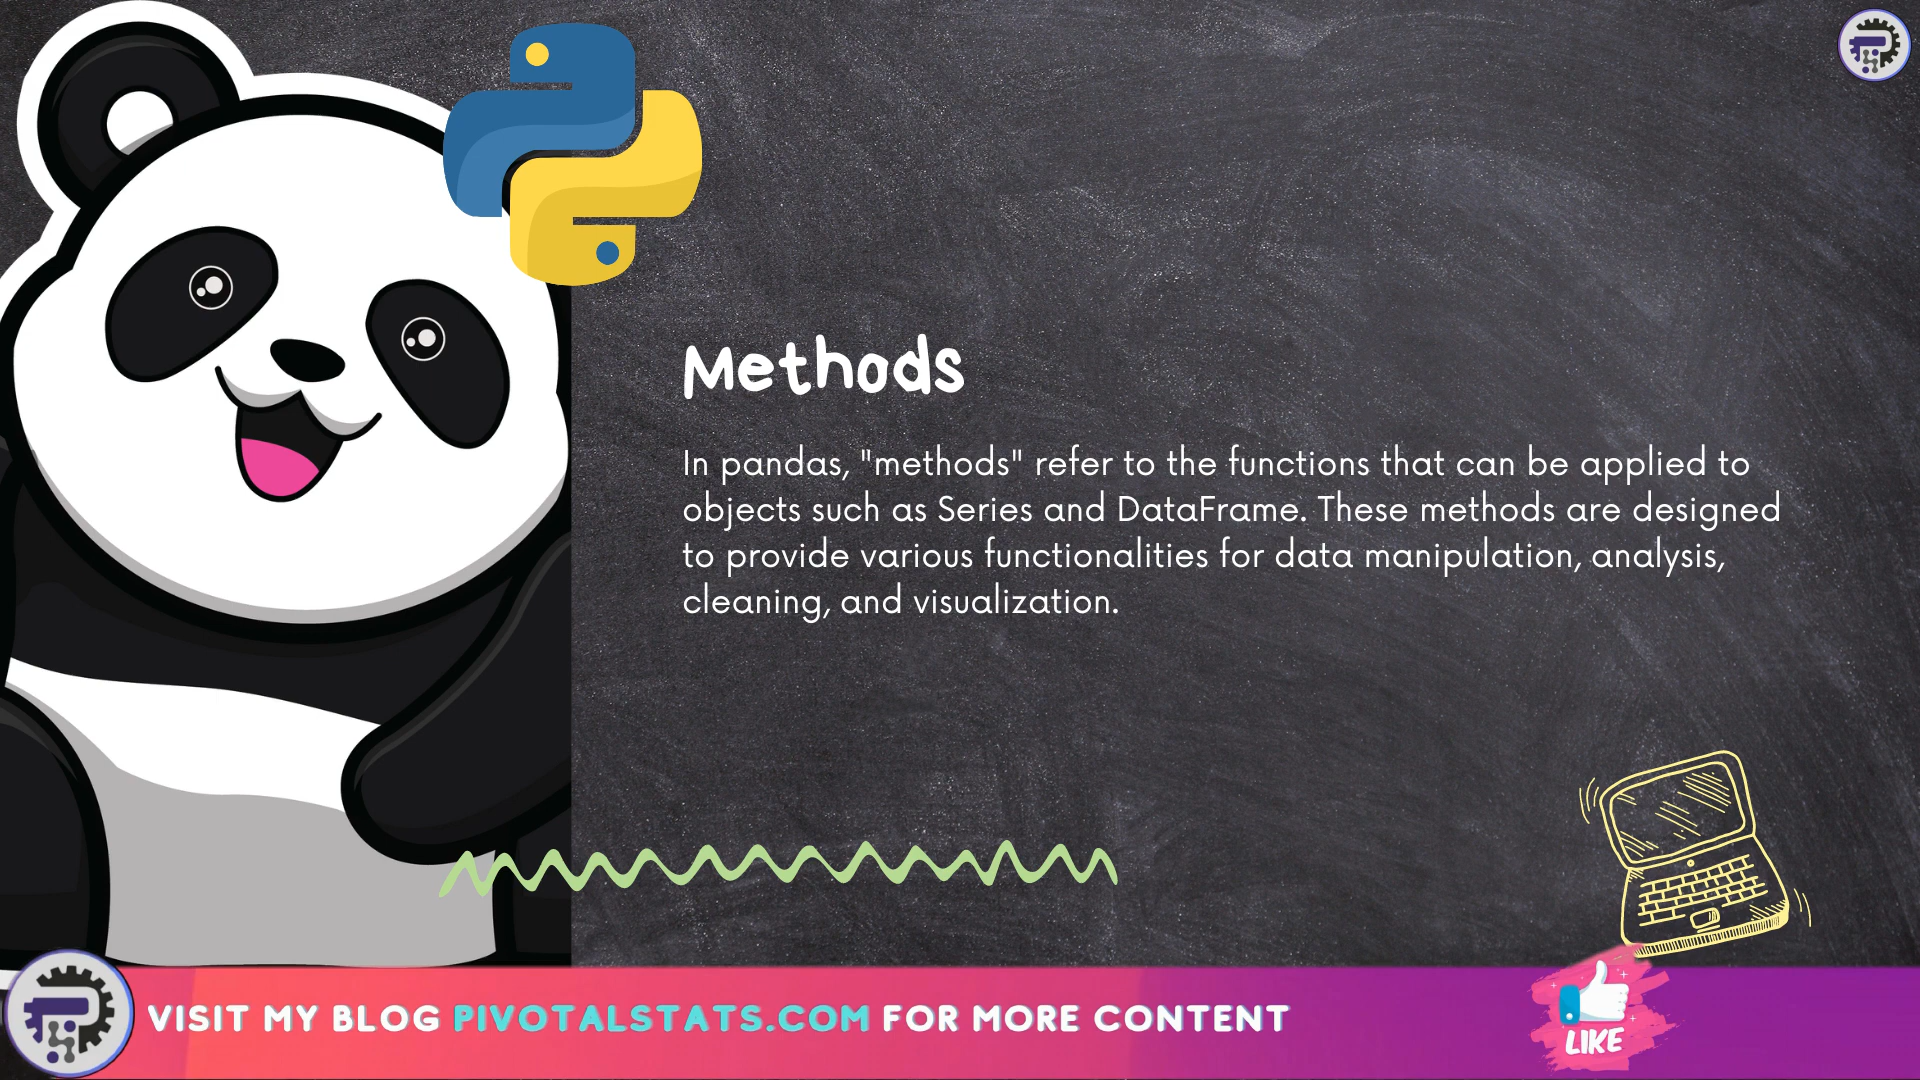 Methods
In pandas, "methods" refer to the functions that can be applied to
objects such as Series and DataFrame. These methods are designed
to provide various functionalities for data manipulation, analysis,
cleaning, and visualization.
VISIT MY BLOG PIVOTALSTATS.COM FOR MORE CONTENT
LIKE